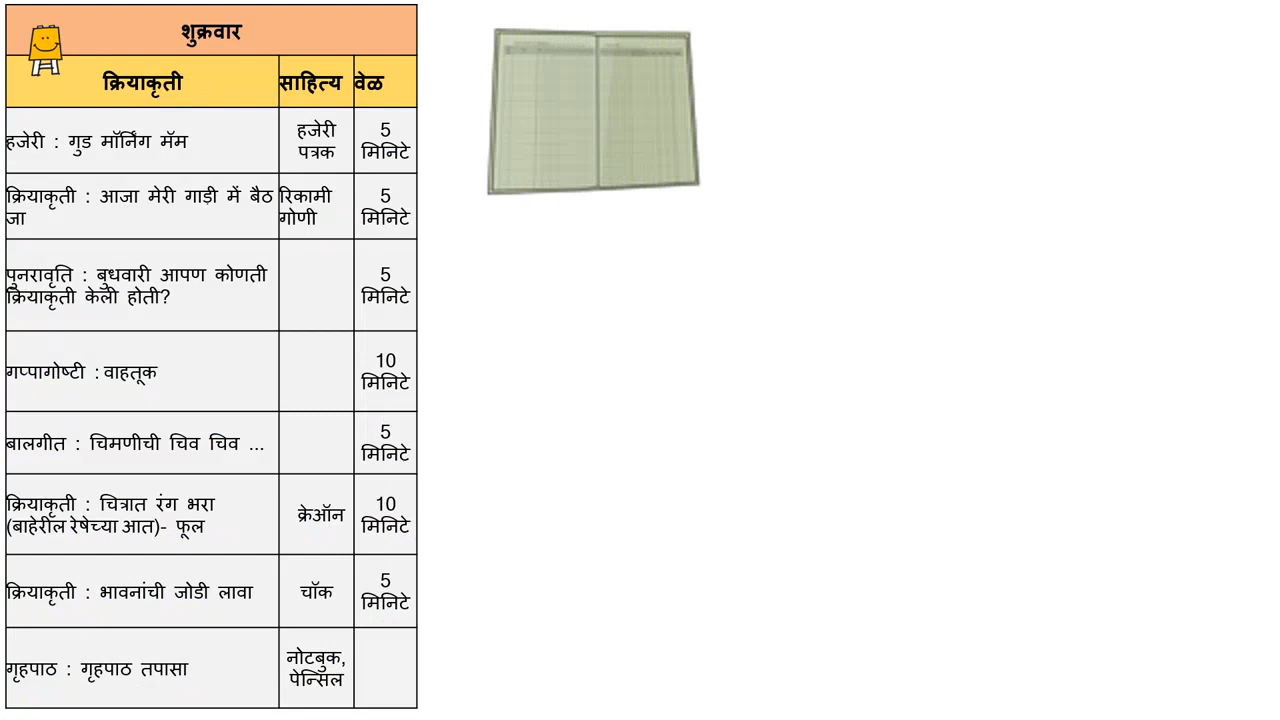 शुक्रवार
क्रियाकृती साहित्य वेळ
हजेरी : गुड मॉर्निंग मॅम
हजेरी
पत्रक
5
मिनिटे
क्रियाकृती : आजा मेरी गाड़ी में बैठ
जा
रिकामी
गोणी
5
मिनिटे
पुनरावृति : बुधवारी आपण कोणती
क्रियाकृती केली होती?
5
मिनिटे
गप्पागोष्टी : वाहतूक
10
मिनिटे
बालगीत : चिमणीची चिव चिव ...
5
मिनिटे
क्रियाकृती : चित्रात रंग भरा
(बाहेरील रेषेच्या आत)- फूल
क्रेऑन
10
मिनिटे
क्रियाकृती : भावनांची जोडी लावा
चॉक
5
मिनिटे
गृहपाठ : गृहपाठ तपासा
नोटबुक,
पेन्सिल